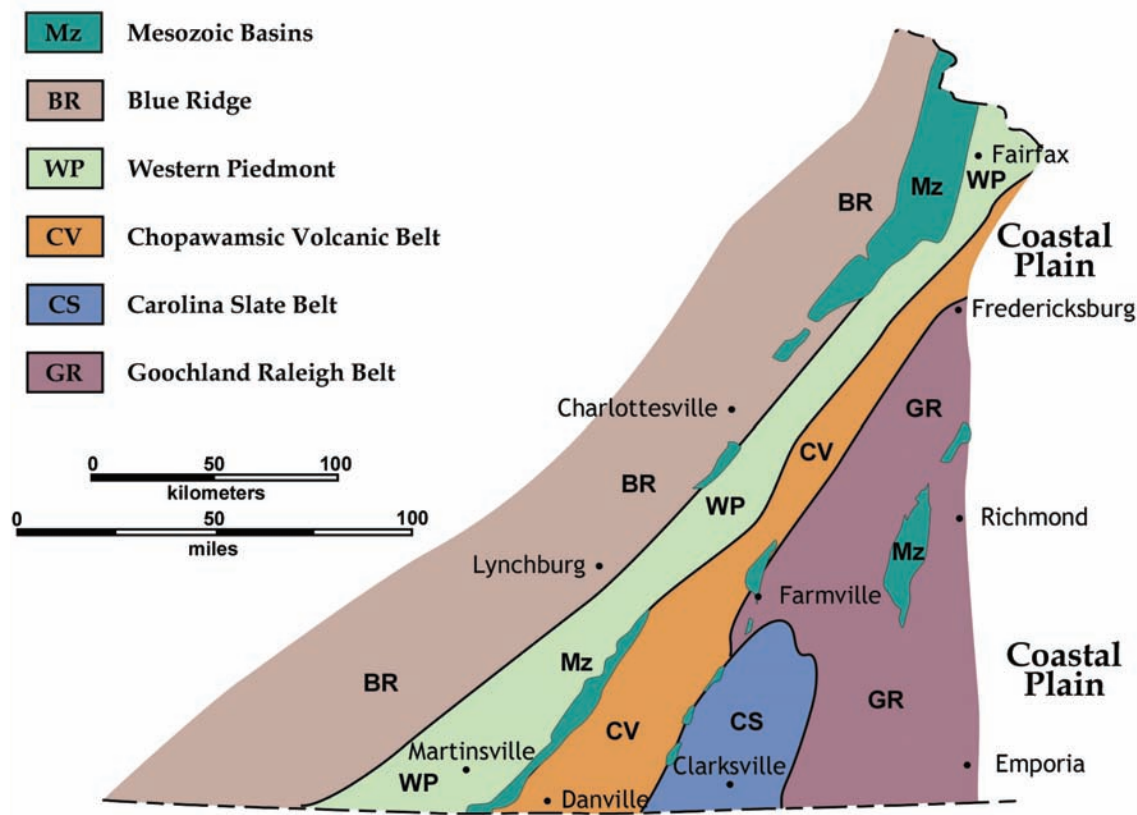 Mz Mesozoic Basins
BR Blue Ridge
WP Western Piedmont
CV Chopawamsic Volcanic Belt
CS Carolina Slate Belt
GR Goochland Raleigh Belt
0 50 100
kilometers
0 50 100
miles
Fairfax
Mz
WP
BR
Coastal
Plain
Fredericksburg
Charlottesville
GR
CV
BR
WP
Richmond
Mz
Lynchburg
Farmville
Mz
Coastal
Plain
BR
GR
CS
CV
Martinsville
Clarksville
Emporia
WP
Danville